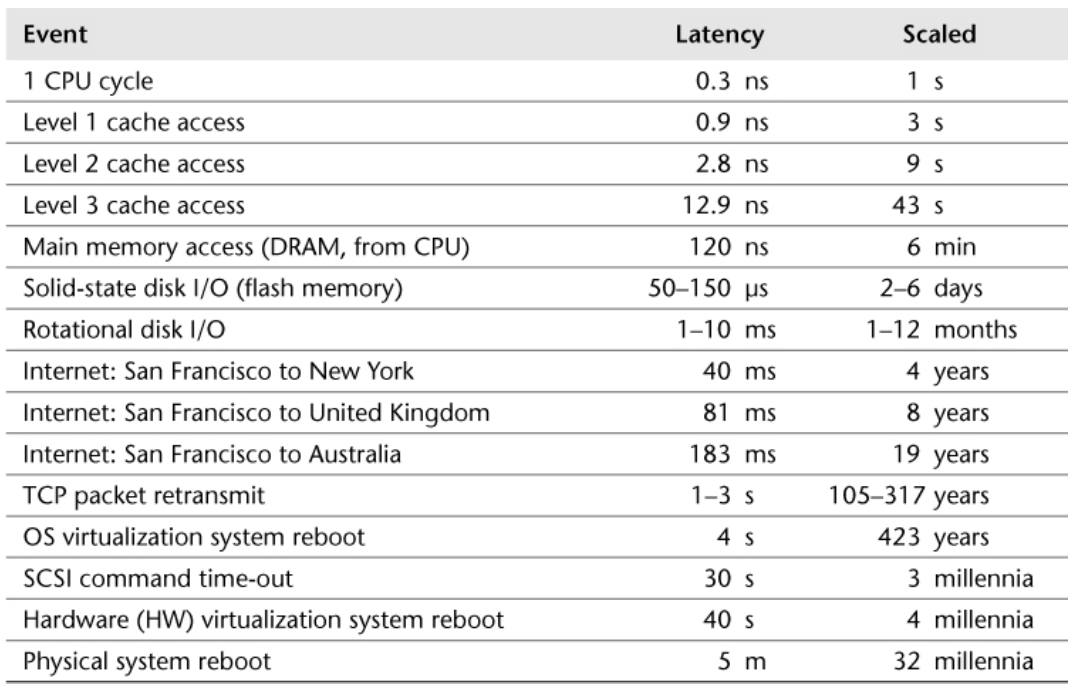 Event Latency Scaled
1 CPU cycle 0.3 ns 1 s
Level 1 cache access 0.9 ns 3 s
Level 2 cache access 2.8 ns 9 s
Level 3 cache access 12.9 ns 43 s
Main memory access (DRAM, from CPU) 120 ns 6 min
Solid-state disk I/O (flash memory) 50–150 μs 2–6 days
Rotational disk I/O 1–10 ms 1–12 months
Internet: San Francisco to New York 40 ms 4 years
Internet: San Francisco to United Kingdom 81 ms 8 years
Internet: San Francisco to Australia 183 ms 19 years
TCP packet retransmit 1–3 s 105–317 years
OS virtualization system reboot 4 s 423 years
SCSI command time-out 30 s 3 millennia
Hardware (HW) virtualization system reboot 40 s 4 millennia
Physical system reboot 5 m 32 millennia